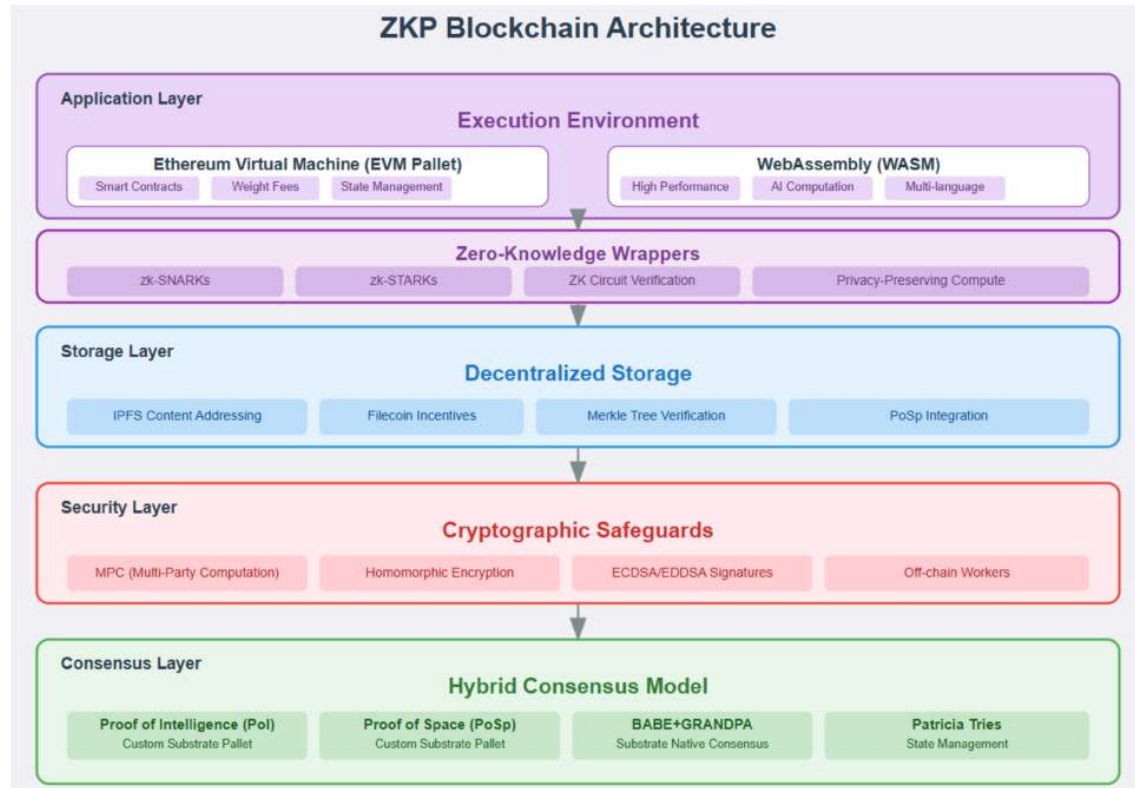 ZKP Blockchain Architecture
Application Layer
Execution Environment
Ethereum Virtual Machine (EVM Pallet)
Smart Contracts
Weight Fees
State Management
WebAssembly (WASM)
High Performance
AI Computation
Multi-language
Zero-Knowledge Wrappers
zk-SNARKs
zk-STARKs
ZK Circuit Verification
Privacy-Preserving Compute
Storage Layer
Decentralized Storage
IPFS Content Addressing
Filecoin Incentives
Merkle Tree Verification
PoSp Integration
Security Layer
Cryptographic Safeguards
MPC (Multi-Party Computation)
Homomorphic Encryption
ECDSA/EDDSA Signatures
Off-chain Workers
Consensus Layer
Hybrid Consensus Model
Proof of Intelligence (PoI)
Custom Substrate Pallet
Proof of Space (PoSp)
Custom Substrate Pallet
BABE+GRANDPA
Substrate Native Consensus
Patricia Tries
State Management